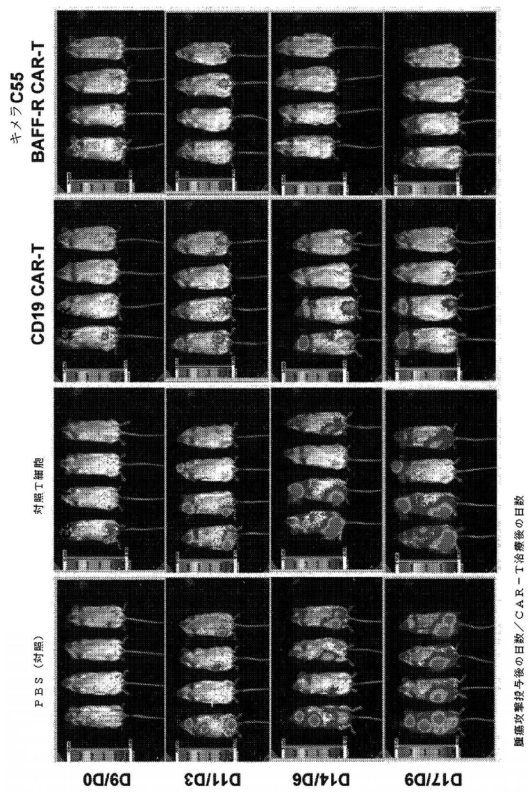 キメラC55
BAFF-R CAR-T
CD19 CAR-T
対照T細胞
PBS (対照)
D9/D0
D11/D3
D14/D6
D17/D9
腫瘍攻撃投与後の日数/CAR-T治療後の日数